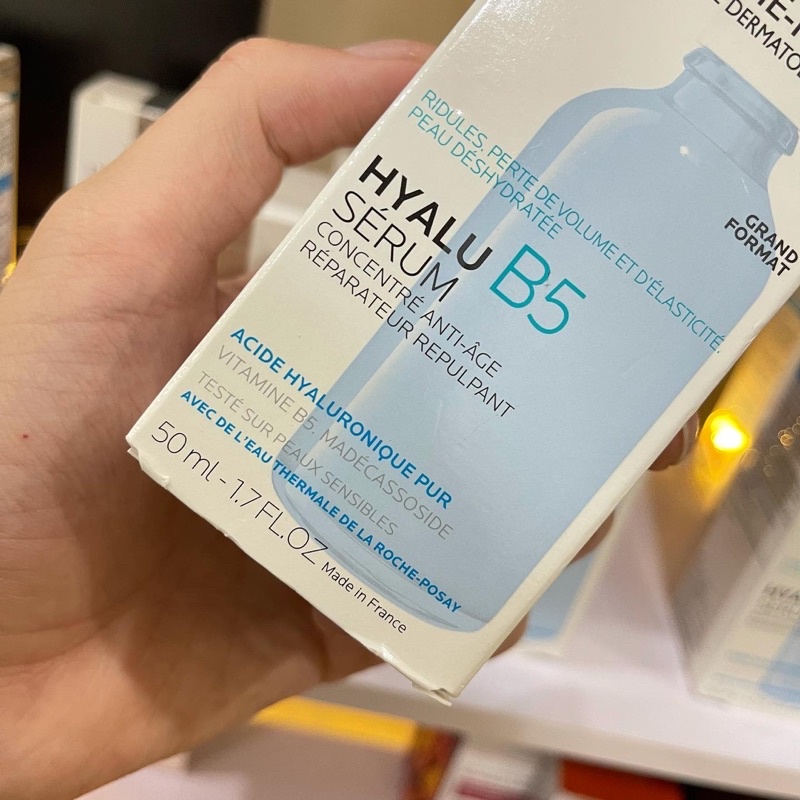 DERMATO
RIDULES, PERTE DE VOLUME ET D'ÉLASTICITÉ.
PEAU DÉSHYDRATÉE
GRAND
FORMAT
HYALU B5
SÉRUM
CONCENTRÉ ANTI-ÂGE
RÉPARATEUR REPULPANT
ACIDE HYALURONIQUE PUR
VITAMINE B5. MADÉCASSOSIDE
TESTÉ SUR PEAUX SENSIBLES
AVEC DE L'EAU THERMALE DE LA ROCHE-POSAY
50 ml - 1.7 FL.OZ Made in France